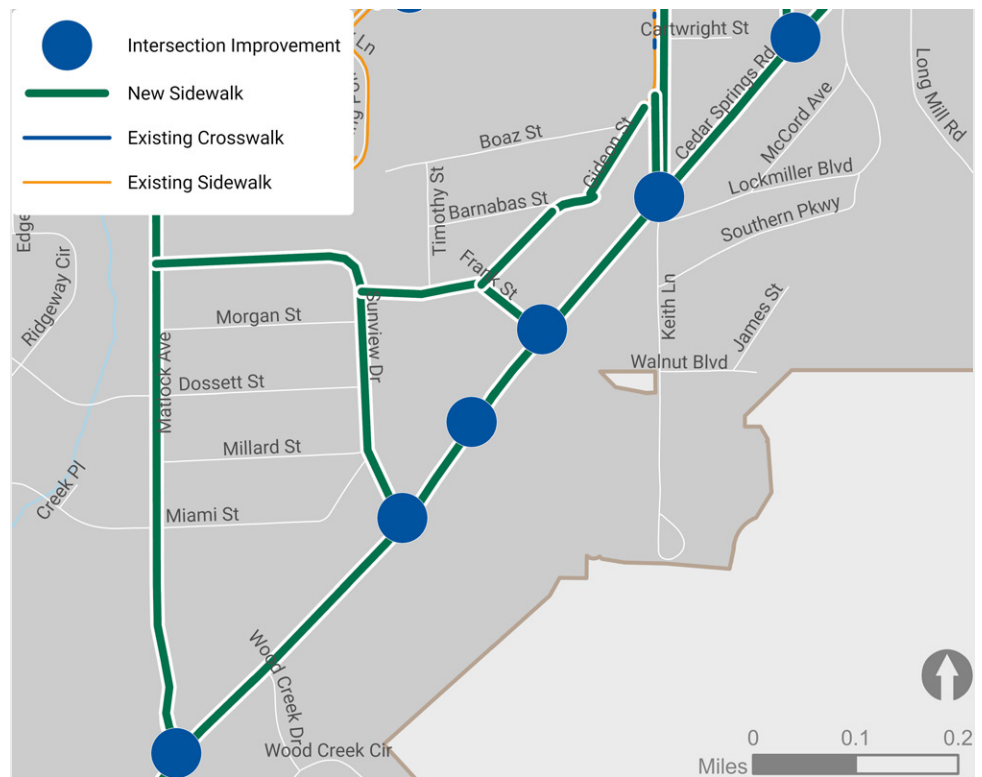 Intersection Improvement
New Sidewalk
Existing Crosswalk
Existing Sidewalk
Ln
Cartwright St
Cedar Springs Rd
McCord Ave
Long Mill Rd
Boaz St
Gideon St
Lockmiller Blvd
Timothy St
Barnabas St
Southern Pkwy
Edge
Ridgeway Cir
Frank St
Keith Ln
James St
Morgan St
Sunview Dr
Matlock Ave
Walnut Blvd
Dossett St
Millard St
Creek Pl
Miami St
Wood Creek Dr
Wood Creek Cir
0 0.1 0.2
Miles